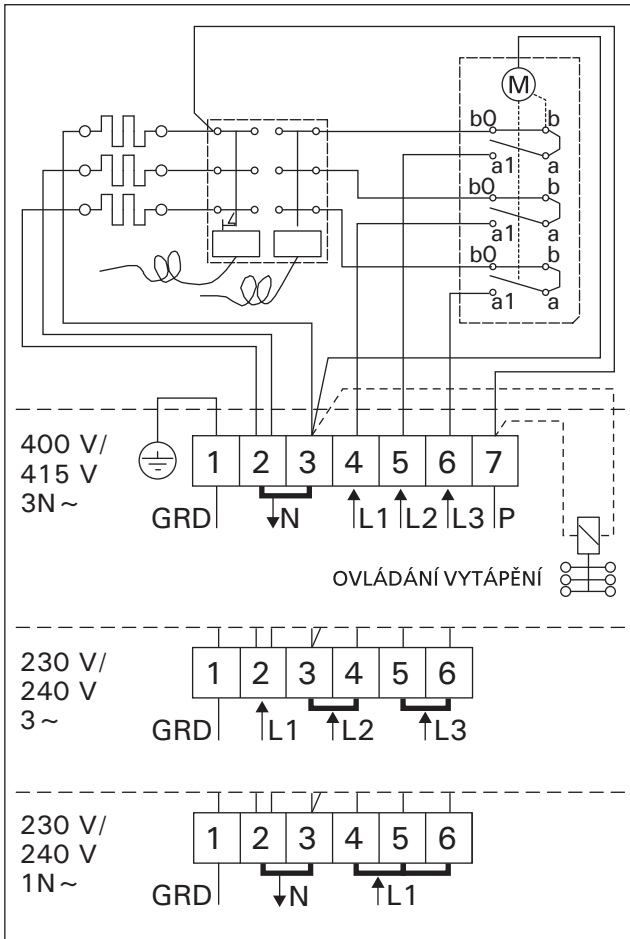 M
b0 b
a1 a
b0 b
a1 a
b0 b
a1 a
400 V/
415 V
3N~
1 2 3 4 5 6 7
GRD N L1 L2 L3 P
OVLÁDÁNÍ VYTÁPĚNÍ
230 V/
240 V
3~
1 2 3 4 5 6
GRD L1 L2 L3
230 V/
240 V
1N~
1 2 3 4 5 6
GRD N L1